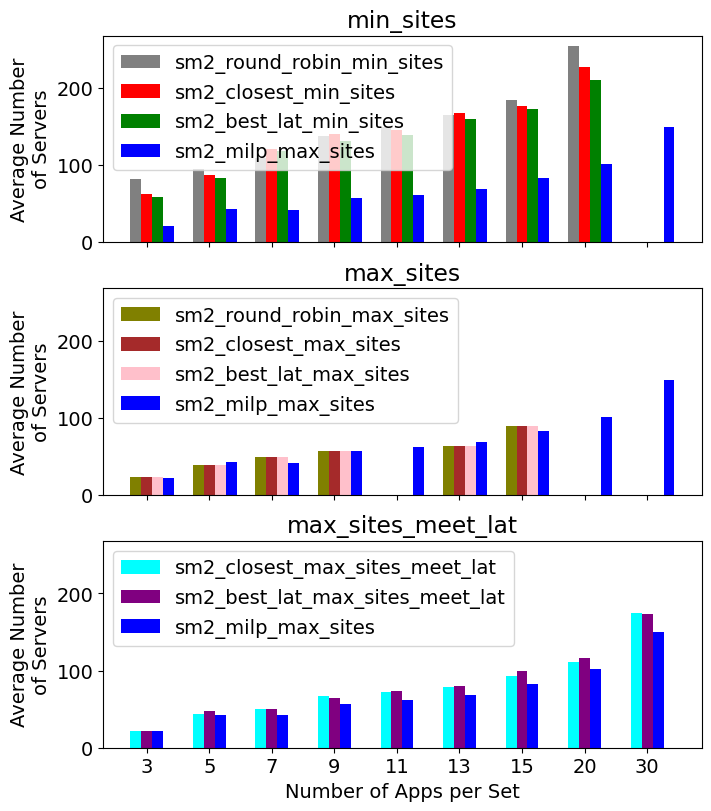 min_sites
Average Number
of Servers
200
100
0
sm2_round_robin_min_sites
sm2_closest_min_sites
sm2_best_lat_min_sites
sm2_milp_max_sites
max_sites
Average Number
of Servers
200
100
0
sm2_round_robin_max_sites
sm2_closest_max_sites
sm2_best_lat_max_sites
sm2_milp_max_sites
max_sites_meet_lat
Average Number
of Servers
200
100
0
sm2_closest_max_sites_meet_lat
sm2_best_lat_max_sites_meet_lat
sm2_milp_max_sites
3 5 7 9 11 13 15 20 30
Number of Apps per Set